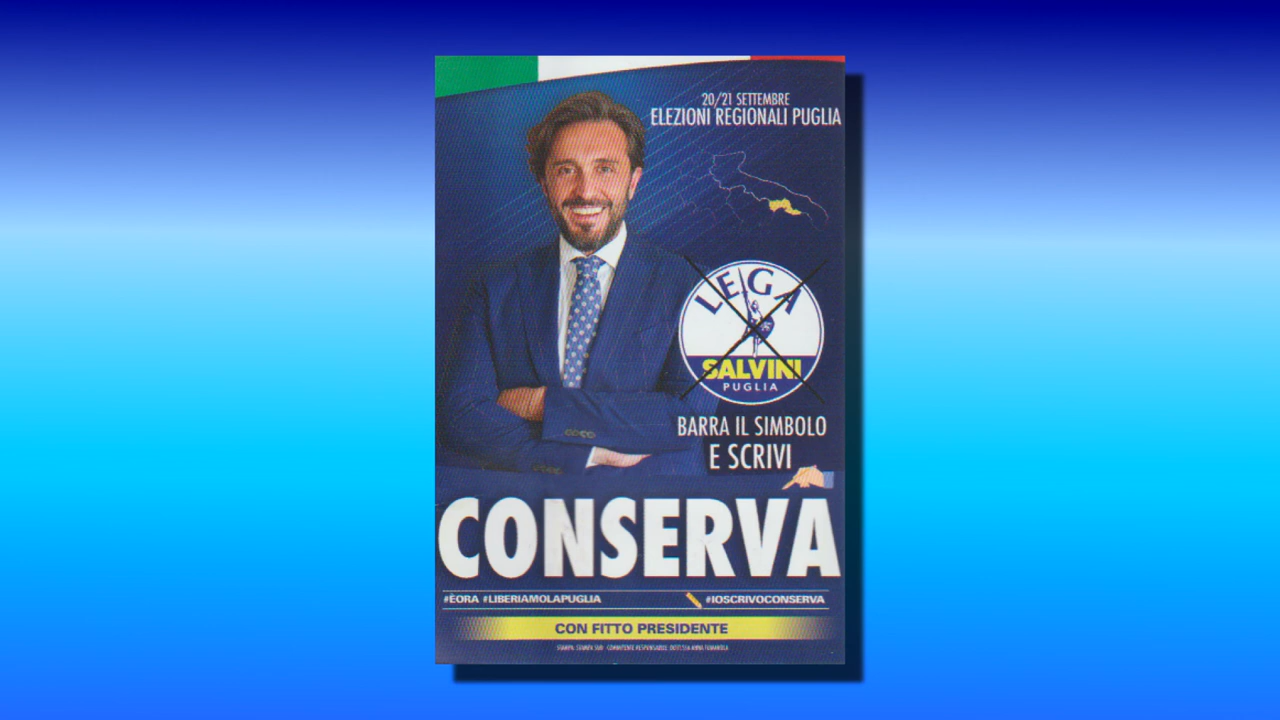 20/21 SETTEMBRE
ELEZIONI REGIONALI PUGLIA
LEGA
SALVINI
PUGLIA
BARRA IL SIMBOLO
E SCRIVI
CONSERVA
#ÈORA #LIBERIAMOLAPUGLIA
#IOSCRIVOCONSERVA
CON FITTO PRESIDENTE